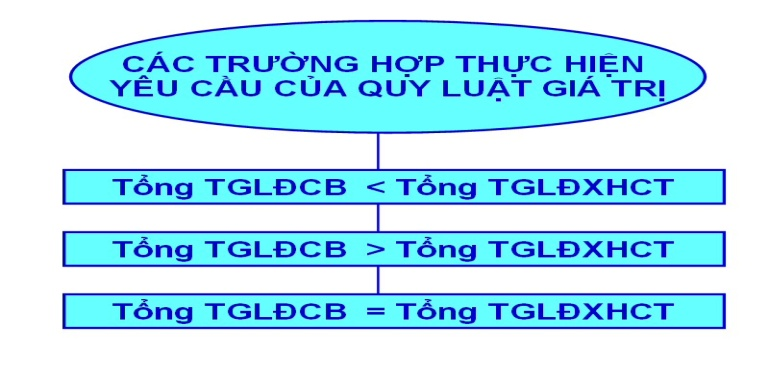 CÁC TRƯỜNG HỢP THỰC HIỆN
YÊU CẦU CỦA QUY LUẬT GIÁ TRỊ
Tổng TGLĐCB < Tổng TGLĐXHCT
Tổng TGLĐCB > Tổng TGLĐXHCT
Tổng TGLĐCB = Tổng TGLĐXHCT